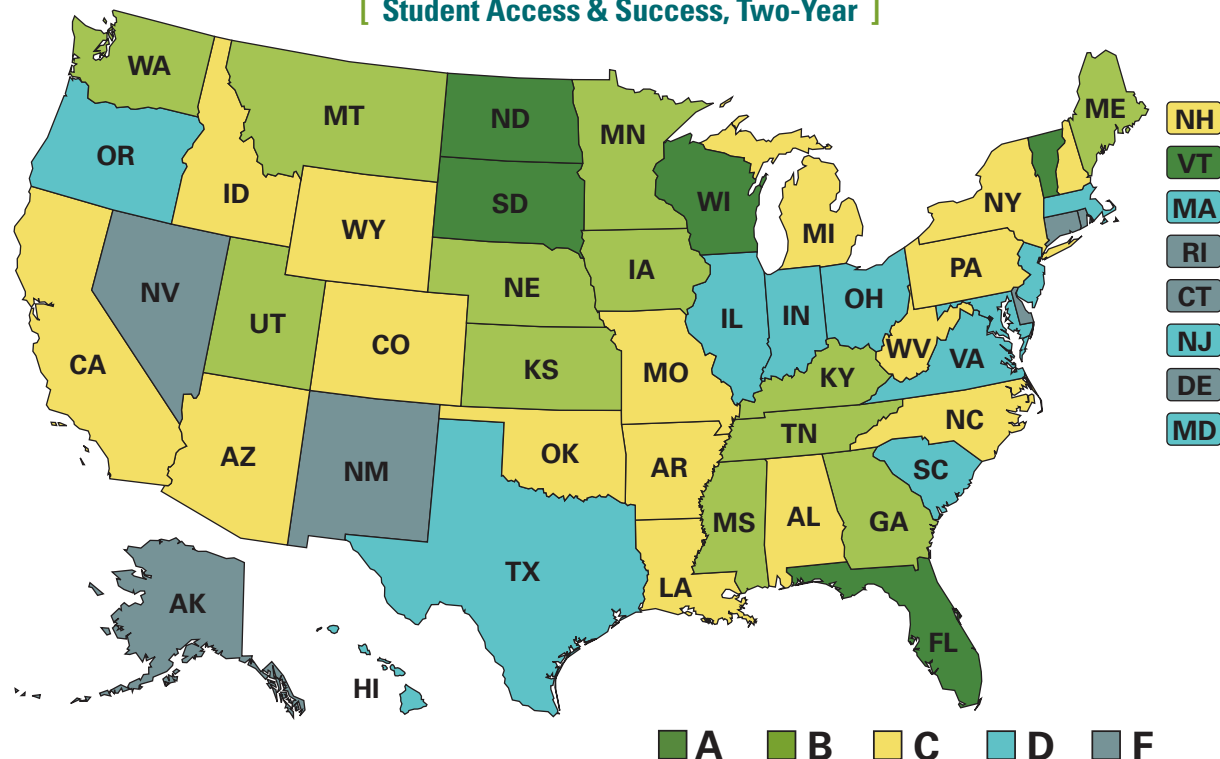 [ Student Access & Success, Two-Year ]
WA
MT
ND
MN
ME
NH
OR
VT
ID
SD
WI
NY
MA
WY
MI
RI
IA
PA
NV
NE
CT
UT
IL
IN
OH
NJ
CA
CO
KS
MO
KY
WV
VA
DE
MD
AZ
NM
OK
AR
TN
NC
SC
MS
AL
GA
TX
LA
AK
HI
FL
A B C D F